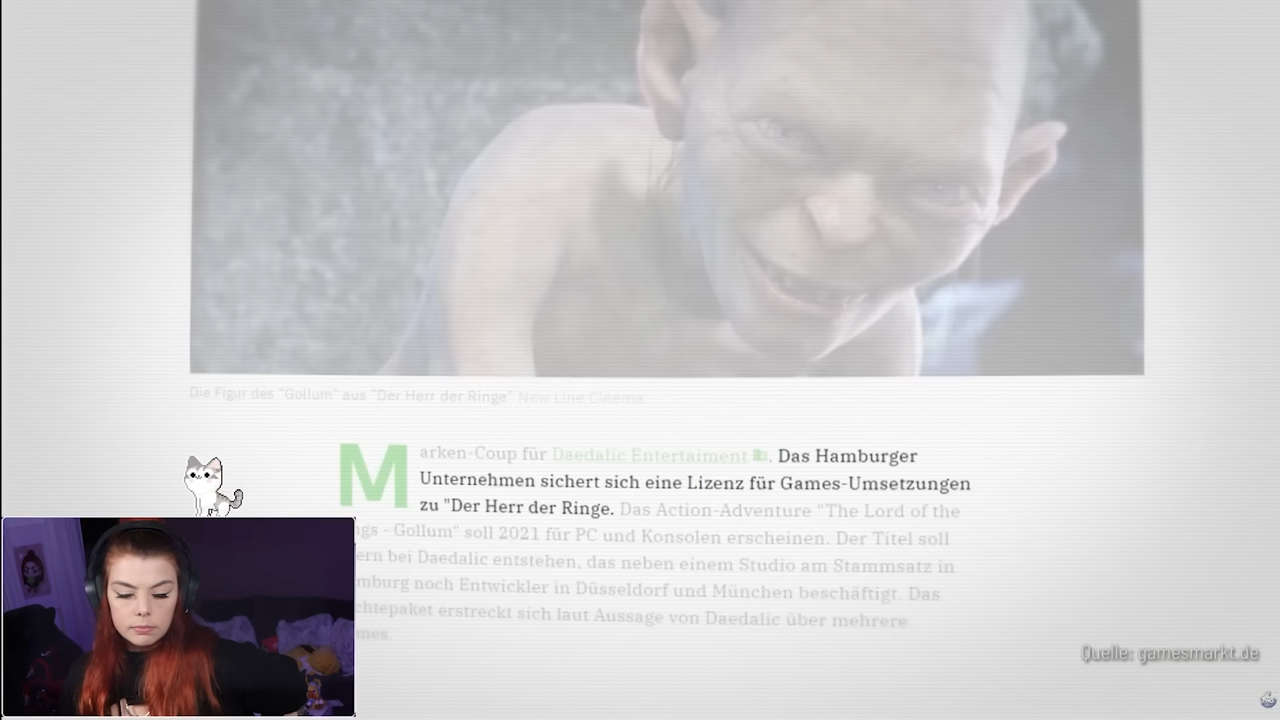 Die Figur des "Gollum" aus "Der Herr der Ringe" New Line Cinema
Marken-Coup für Daedalic Entertaiment. Das Hamburger
Unternehmen sichert sich eine Lizenz für Games-Umsetzungen
zu "Der Herr der Ringe. Das Action-Adventure "The Lord of the
ngs - Gollum" soll 2021 für PC und Konsolen erscheinen. Der Titel soll
ern bei Daedalic entstehen, das neben einem Studio am Stammsatz in
mburg noch Entwickler in Düsseldorf und München beschäftigt. Das
chtepaket erstreckt sich laut Aussage von Daedalic über mehrere
mes.
Quelle: gamesmarkt.de